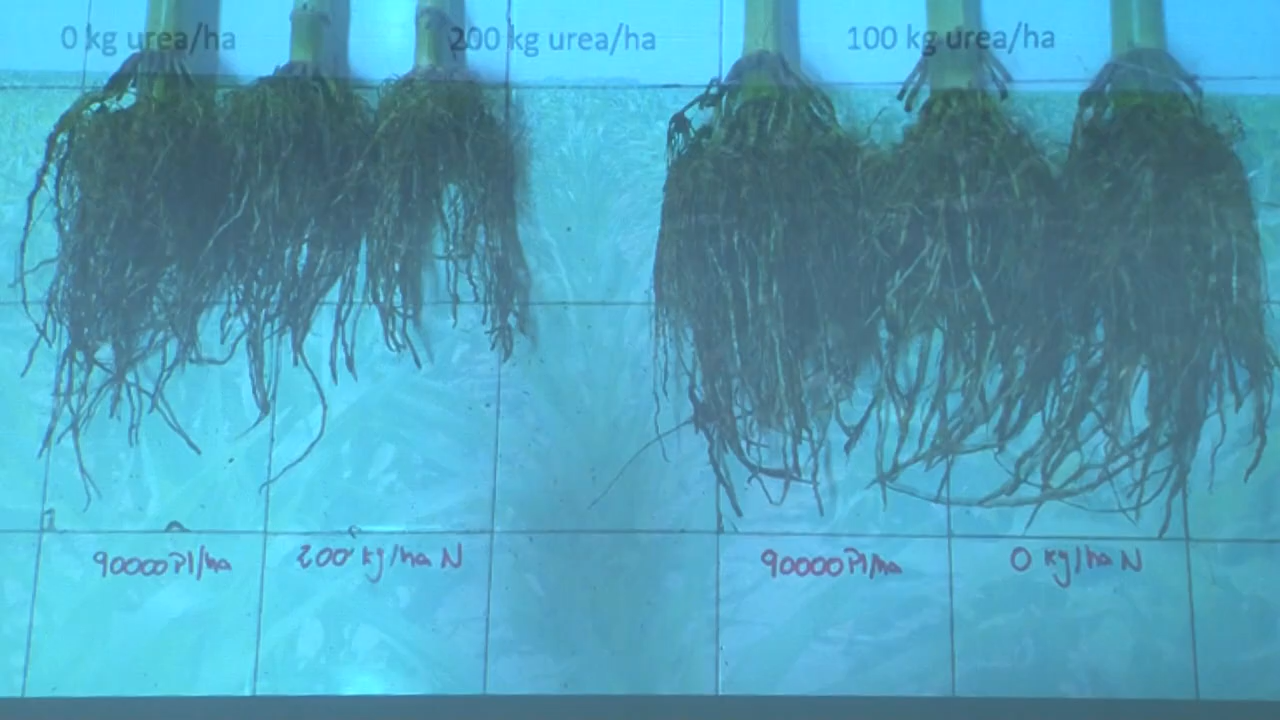 0 kg urea/ha
200 kg urea/ha
100 kg urea/ha
90000 Pl/ha
200 kg/ha N
90000 Pl/ha
0 kg/ha N